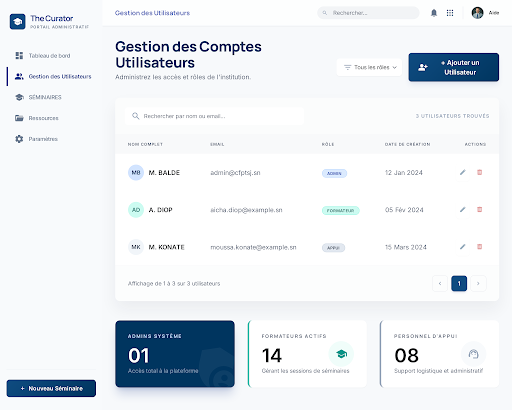 The Curator
PORTAIL ADMINISTRATIF
Gestion des Utilisateurs
Rechercher...
Aide
Tableau de bord
Gestion des Utilisateurs
SÉMINAIRES
Ressources
Paramètres
Gestion des Comptes
Utilisateurs
Administrez les accès et rôles de l'institution.
Tous les rôles
+ Ajouter un
Utilisateur
Rechercher par nom ou email...
3 UTILISATEURS TROUVÉS
NOM COMPLET EMAIL RÔLE DATE DE CRÉATION ACTIONS
MB M. BALDE admin@cfptsj.sn ADMIN 12 Jan 2024
AD A. DIOP aicha.diop@example.sn FORMATEUR 05 Fév 2024
MK M. KONATE moussa.konate@example.sn APPUI 15 Mars 2024
Affichage de 1 à 3 sur 3 utilisateurs
1
ADMINS SYSTÈME
01
Accès total à la plateforme
FORMATEURS ACTIFS
14
Gérant les sessions de séminaires
PERSONNEL D'APPUI
08
Support logistique et administratif
+ Nouveau Séminaire